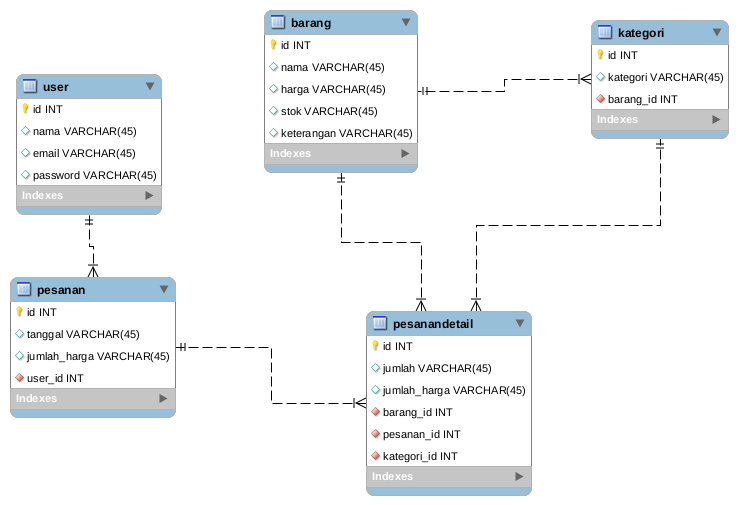 barang
id INT
nama VARCHAR(45)
harga VARCHAR(45)
stok VARCHAR(45)
keterangan VARCHAR(45)
Indexes
kategori
id INT
kategori VARCHAR(45)
barang_id INT
Indexes
user
id INT
nama VARCHAR(45)
email VARCHAR(45)
password VARCHAR(45)
Indexes
pesanan
id INT
tanggal VARCHAR(45)
jumlah_harga VARCHAR(45)
user_id INT
Indexes
pesanandetail
id INT
jumlah VARCHAR(45)
jumlah_harga VARCHAR(45)
barang_id INT
pesanan_id INT
kategori_id INT
Indexes